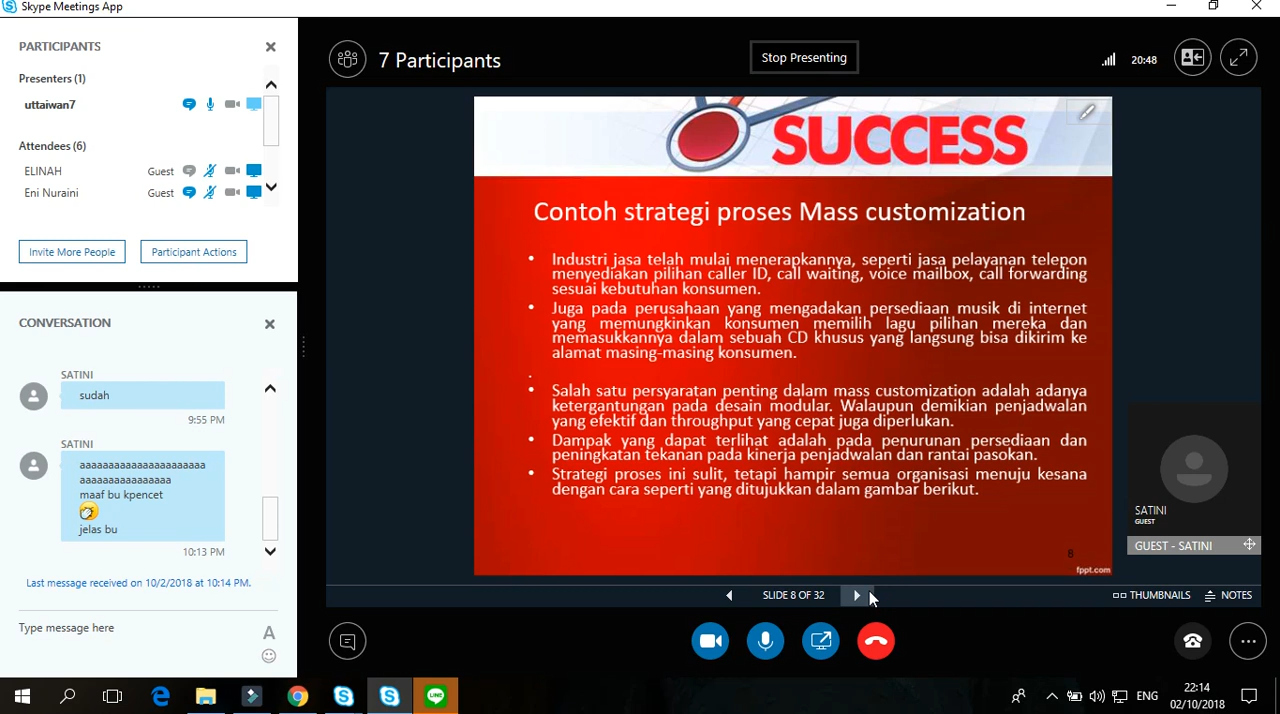 Skype Meetings App
PARTICIPANTS
Presenters (1)
uttaiwan7
Attendees (6)
ELINAH Guest
Eni Nuraini Guest
Invite More People
Participant Actions
CONVERSATION
SATINI
sudah
9:55 PM
SATINI
aaaaaaaaaaaaaaaaaaaaa
aaaaaaaaaaaaaaaa
maaf bu kpencet
jelas bu
10:13 PM
Last message received on 10/2/2018 at 10:14 PM.
Type message here
A
7 Participants
Stop Presenting
20:48
SUCCESS
Contoh strategi proses Mass customization
• Industri jasa telah mulai menerapkannya, seperti jasa pelayanan telepon
menyediakan pilihan caller ID, call waiting, voice mailbox, call forwarding
sesuai kebutuhan konsumen.
• Juga pada perusahaan yang mengadakan persediaan musik di internet
yang memungkinkan konsumen memilih lagu pilihan mereka dan
memasukkannya dalam sebuah CD khusus yang langsung bisa dikirim ke
alamat masing-masing konsumen.
.
• Salah satu persyaratan penting dalam mass customization adalah adanya
ketergantungan pada desain modular. Walaupun demikian penjadwalan
yang efektif dan throughput yang cepat juga diperlukan.
• Dampak yang dapat terlihat adalah pada penurunan persediaan dan
peningkatan tekanan pada kinerja penjadwalan dan rantai pasokan.
• Strategi proses ini sulit, tetapi hampir semua organisasi menuju kesana
dengan cara seperti yang ditujukkan dalam gambar berikut.
8
fppt.com
SATINI
GUEST
GUEST - SATINI
SLIDE 8 OF 32
THUMBNAILS
NOTES
ENG
22:14
02/10/2018